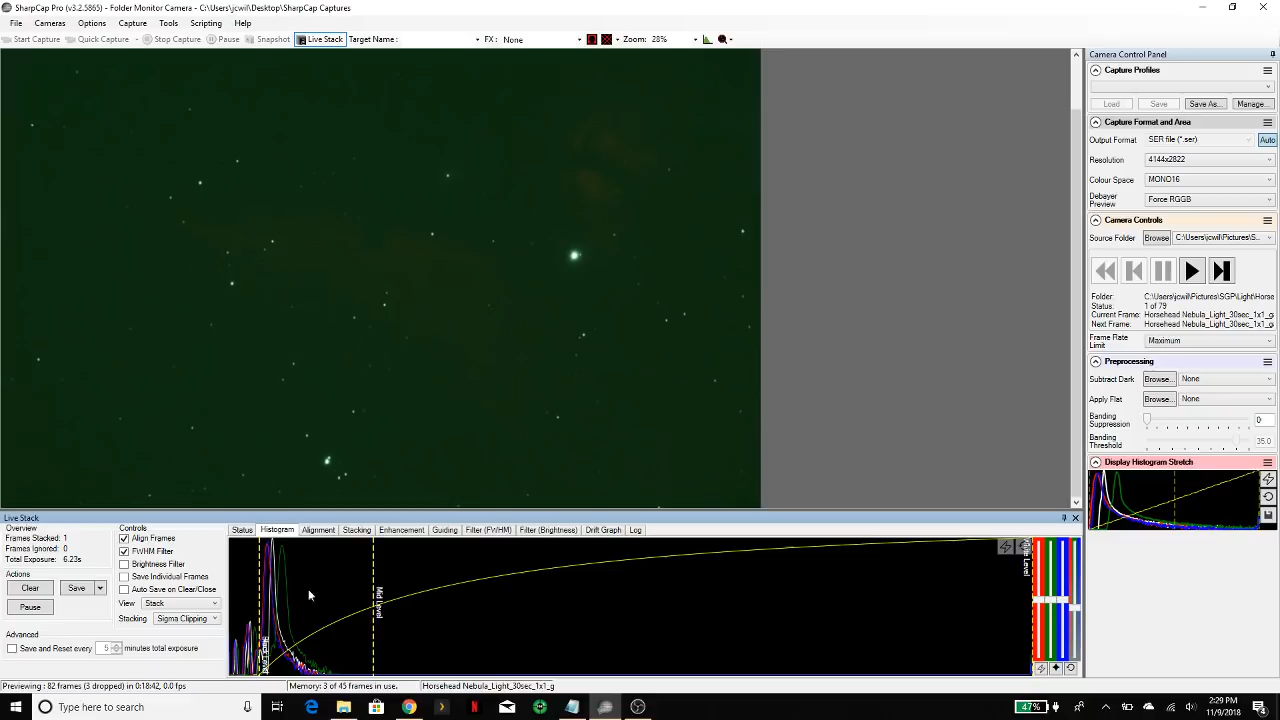 SharpCap Pro (v3.2.5865) - Folder Monitor Camera - C:\Users\jcwil\Desktop\SharpCap Captures
File Cameras Options Capture Tools Scripting Help
Start Capture Quick Capture Stop Capture Pause Snapshot Live Stack Target Name: FX: None Zoom: 28%
Camera Control Panel
Capture Profiles
Load Save Save As... Manage...
Capture Format and Area
Output Format SER file (*.ser) Auto
Resolution 4144x2822
Colour Space MONO16
Debayer Preview Force RGGB
Camera Controls
Source Folder Browse C:\Users\jcwil\Pictures\S...
Folder: C:\Users\jcwil\Pictures\SGP\Light\Horse
1 of 79
Current Frame: Horsehead Nebula_Light_30sec_1x1_g
Next Frame: Horsehead Nebula_Light_30sec_1x1_g
Frame Rate Limit Maximum
Preprocessing
Subtract Dark Browse... None
Apply Flat Browse... None
Banding Suppression 0
Banding Threshold 35.0
Display Histogram Stretch
Live Stack
Overview
Frames Stacked: 1
Frames Ignored: 0
Total Exposure: 6.23s
Actions
Clear Save
Pause
Controls
Align Frames
FWHM Filter
Brightness Filter
Save Individual Frames
Auto Save on Clear/Close
View Stack
Stacking Sigma Clipping
Advanced
Save and Reset every 5 minutes total exposure
Status Histogram Alignment Stacking Enhancement Guiding Filter (FWHM) Filter (Brightness) Drift Graph Log
Black Level
Mid Level
White Level
Previewing : 82 frames (3 dropped) in 0:18:42, 0.0 fps Memory: 3 of 45 frames in use. Horsehead Nebula_Light_30sec_1x1_g
Type here to search
47%
2:29 PM
11/9/2018